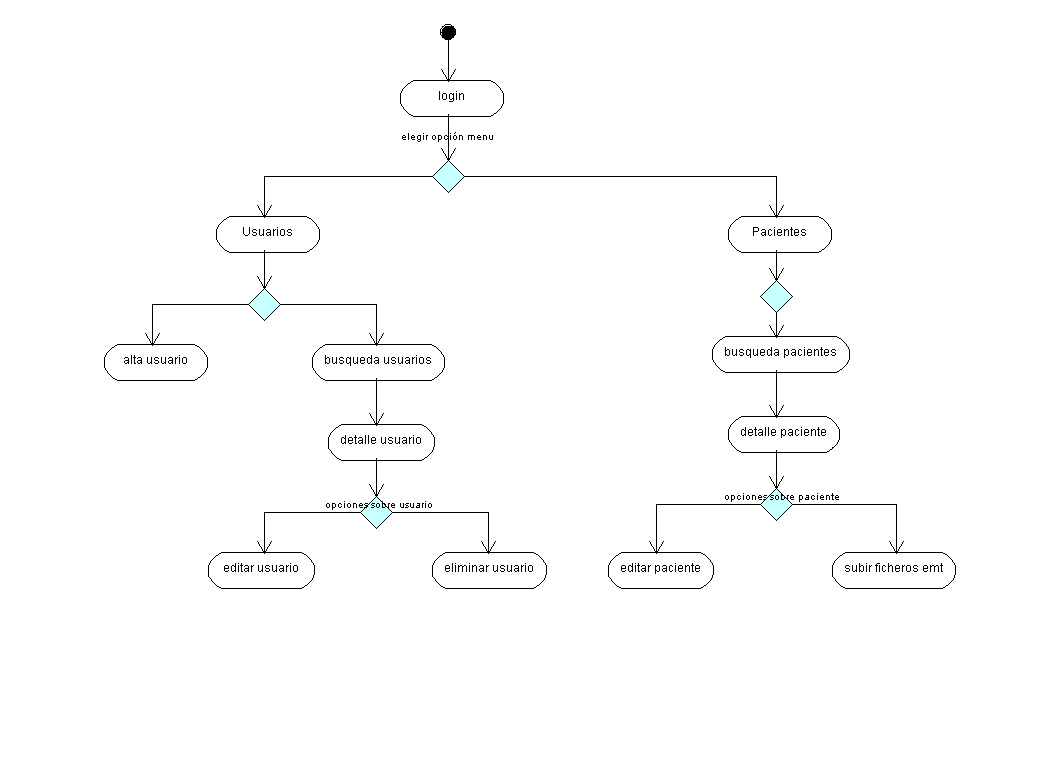 login
elegir opción menu
Usuarios
Pacientes
alta usuario
busqueda usuarios
busqueda pacientes
detalle usuario
detalle paciente
opciones sobre usuario
opciones sobre paciente
editar usuario
eliminar usuario
editar paciente
subir ficheros emt